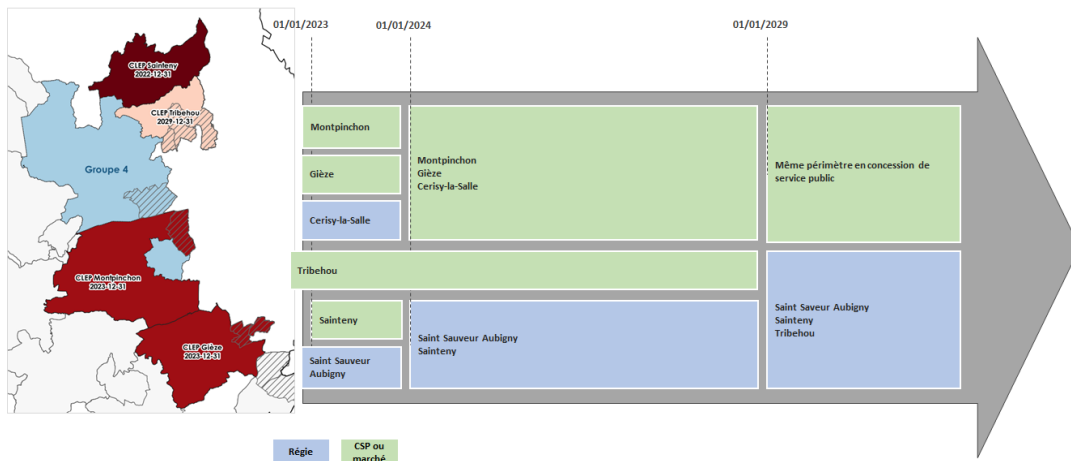 01/01/2023
01/01/2024
01/01/2029
CLEP Sainteny
2022-12-31
CLEP Tribehou
2029-12-31
Groupe 4
CLEP Montpinchon
2023-12-31
CLEP Gièze
2023-12-31
Montpinchon
Gièze
Cerisy-la-Salle
Montpinchon
Gièze
Cerisy-la-Salle
Même périmètre en concession de
service public
Tribehou
Sainteny
Saint Sauveur
Aubigny
Saint Sauveur Aubigny
Sainteny
Saint Saveur Aubigny
Sainteny
Tribehou
Régie
CSP ou
marché